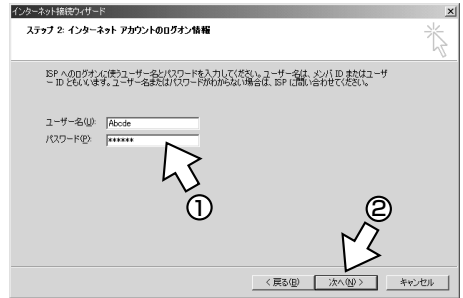 インターネット接続ウィザード
ステップ 2: インターネット アカウントのログオン情報
ISP へのログオンに使うユーザー名とパスワードを入力してください。ユーザー名は、メンバ ID またはユーザ
ー ID ともいいます。ユーザー名またはパスワードがわからない場合は、ISP に問い合わせてください。
ユーザー名(U): Abcde
パスワード(P): ******
①
②
< 戻る(B) 次へ(N) > キャンセル